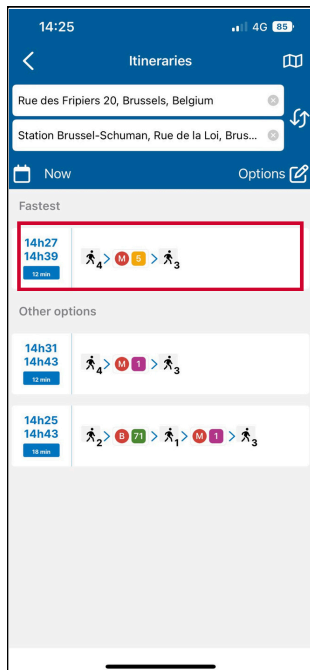 14:25 4G 85
Itineraries
Rue des Fripiers 20, Brussels, Belgium
Station Brussel-Schuman, Rue de la Loi, Brus...
Now Options
Fastest
14h27
14h39
12 min
4 > M 5 > 3
Other options
14h31
14h43
12 min
4 > M 1 > 3
14h25
14h43
18 min
2 > B 71 > 1 > M 1 > 3